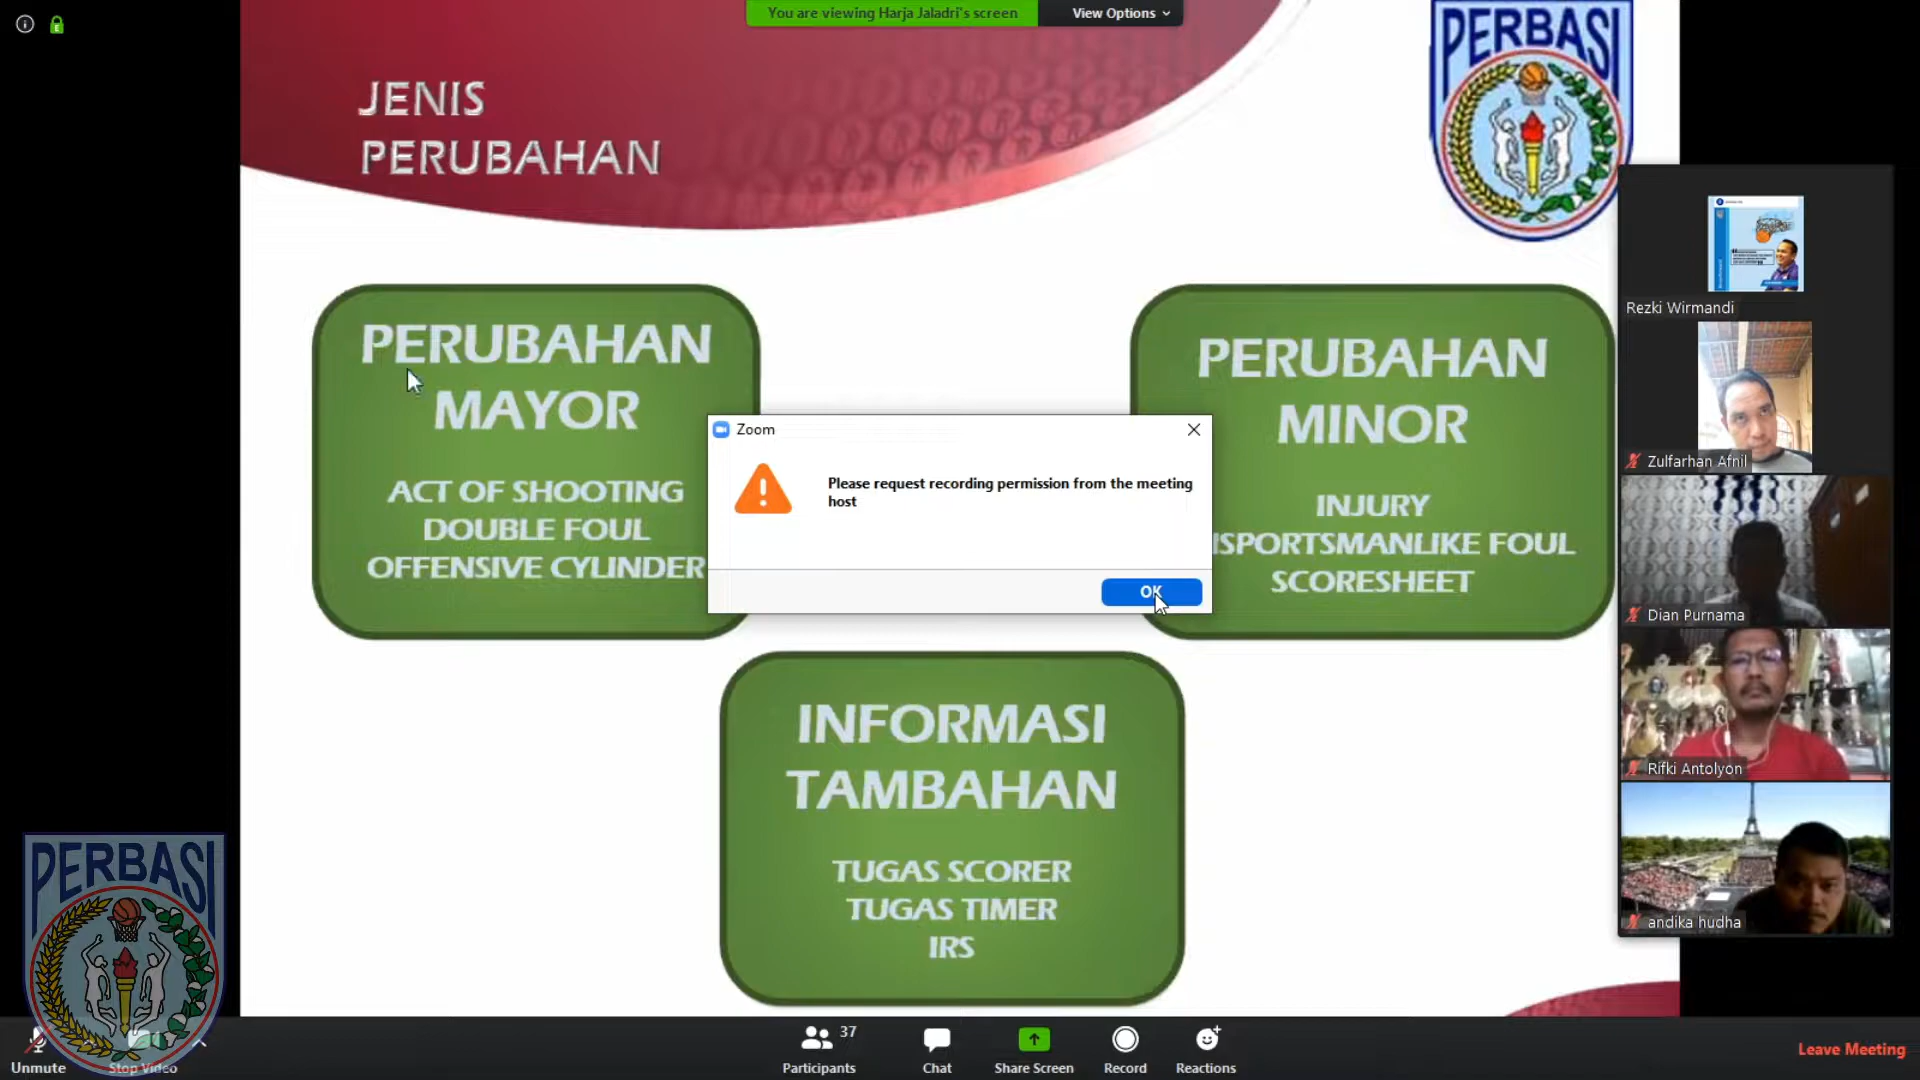 You are viewing Harja Jaladri's screen
View Options
PERBASI
JENIS
PERUBAHAN
PERUBAHAN
MAYOR
ACT OF SHOOTING
DOUBLE FOUL
OFFENSIVE CYLINDER
PERUBAHAN
MINOR
INJURY
ISPORTSMANLIKE FOUL
SCORESHEET
Zoom
Please request recording permission from the meeting
host
OK
INFORMASI
TAMBAHAN
TUGAS SCORER
TUGAS TIMER
IRS
Rezki Wirmandi
Zulfarhan Afnil
Dian Purnama
Rifki Antolyon
andika hudha
PERBASI
Unmute
Stop Video
Participants
37
Chat
Share Screen
Record
Reactions
Leave Meeting